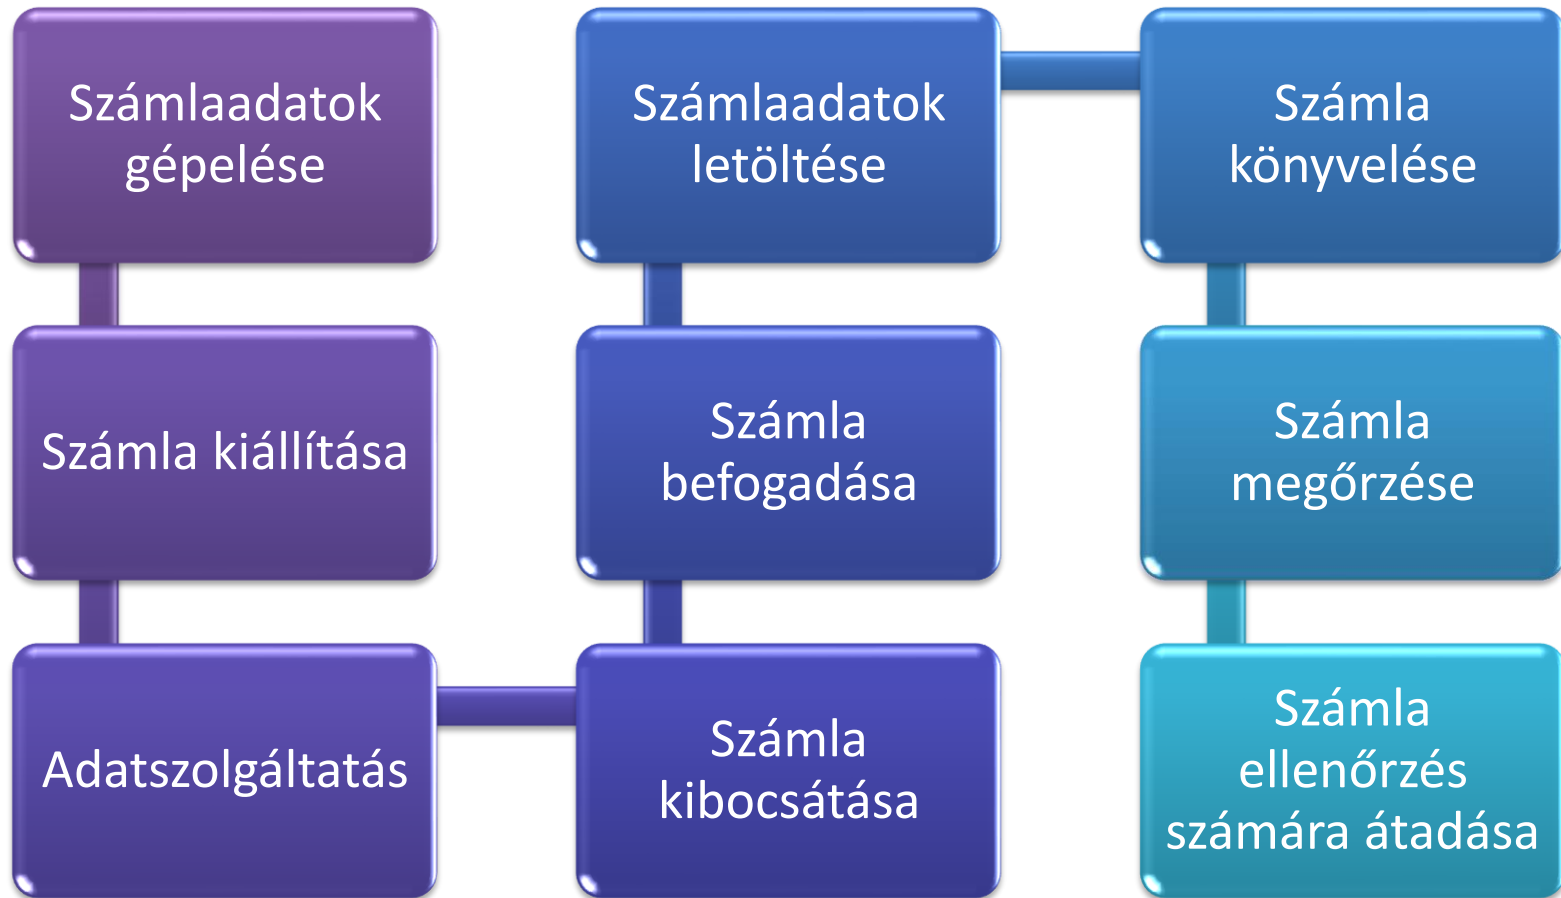 Számlaadatok
gépelése
Számla kiállítása
Adatszolgáltatás
Számla
kibocsátása
Számla
befogadása
Számlaadatok
letöltése
Számla
könyvelése
Számla
megőrzése
Számla
ellenőrzés
számára átadása